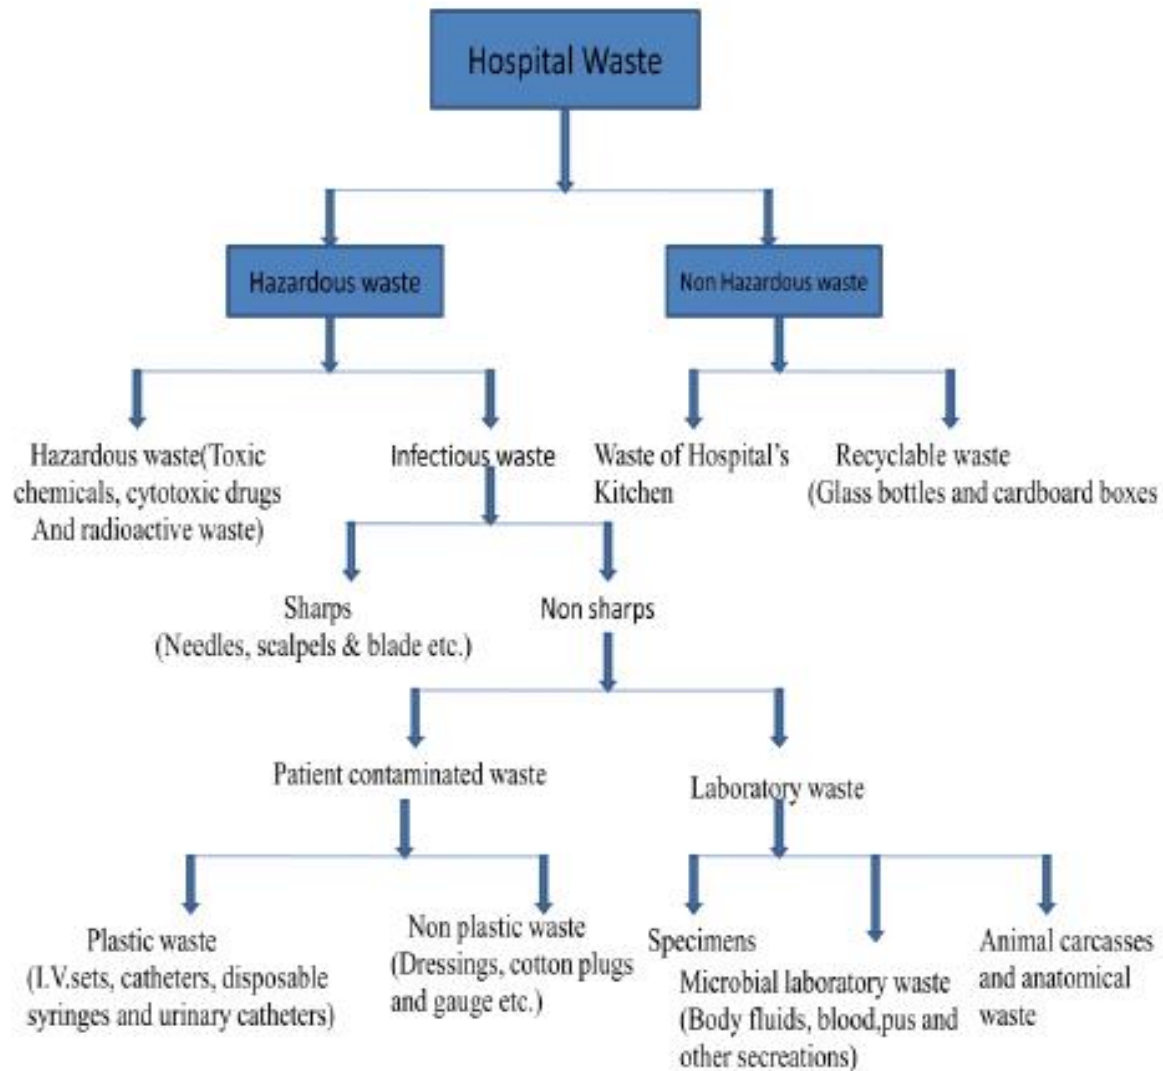 Hospital Waste
Hazardous waste
Non Hazardous waste
Hazardous waste(Toxic
chemicals, cytotoxic drugs
And radioactive waste)
Infectious waste
Waste of Hospital's
Kitchen
Recyclable waste
(Glass bottles and cardboard boxes
Sharps
(Needles, scalpels & blade etc.)
Non sharps
Patient contaminated waste
Laboratory waste
Plastic waste
(I.V.sets, catheters, disposable
syringes and urinary catheters)
Non plastic waste
(Dressings, cotton plugs
and gauge etc.)
Specimens
Microbial laboratory waste
(Body fluids, blood,pus and
other secreations)
Animal carcasses
and anatomical
waste